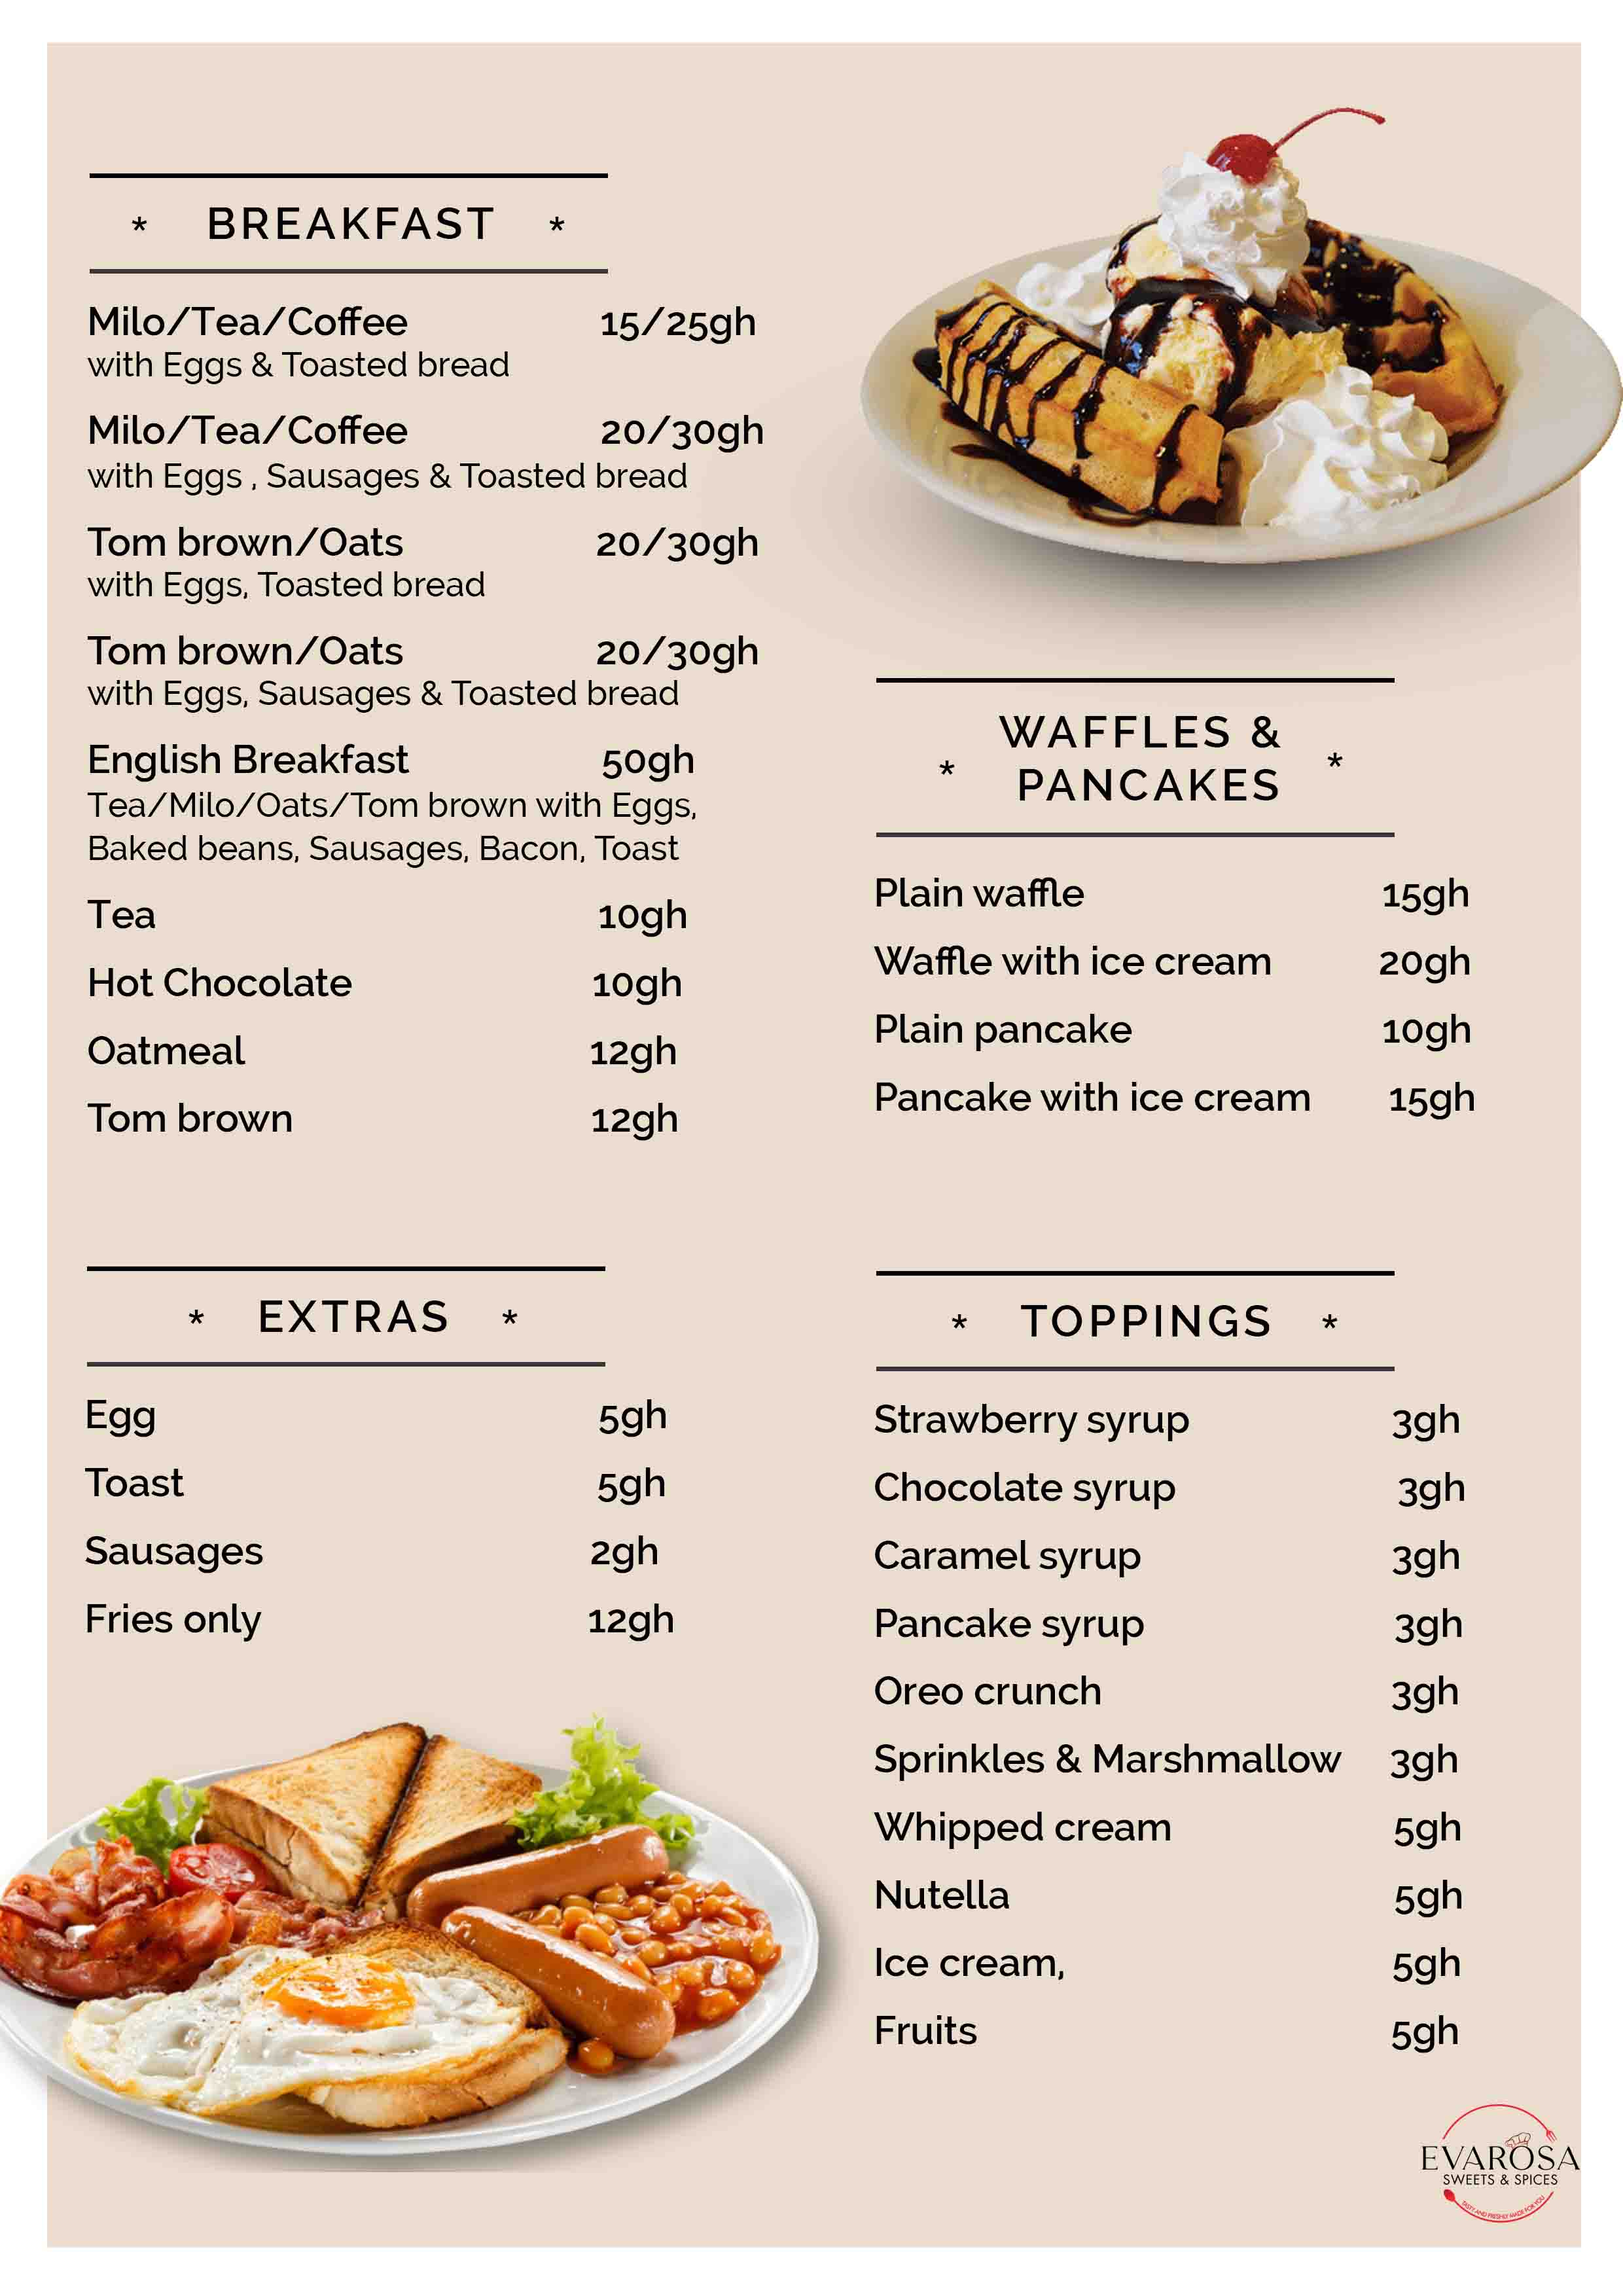 * BREAKFAST *
Milo/Tea/Coffee 15/25gh
with Eggs & Toasted bread
Milo/Tea/Coffee 20/30gh
with Eggs , Sausages & Toasted bread
Tom brown/Oats 20/30gh
with Eggs, Toasted bread
Tom brown/Oats 20/30gh
with Eggs, Sausages & Toasted bread
English Breakfast 50gh
Tea/Milo/Oats/Tom brown with Eggs,
Baked beans, Sausages, Bacon, Toast
Tea 10gh
Hot Chocolate 10gh
Oatmeal 12gh
Tom brown 12gh
* EXTRAS *
Egg 5gh
Toast 5gh
Sausages 2gh
Fries only 12gh
WAFFLES &
* PANCAKES *
Plain waffle 15gh
Waffle with ice cream 20gh
Plain pancake 10gh
Pancake with ice cream 15gh
* TOPPINGS *
Strawberry syrup 3gh
Chocolate syrup 3gh
Caramel syrup 3gh
Pancake syrup 3gh
Oreo crunch 3gh
Sprinkles & Marshmallow 3gh
Whipped cream 5gh
Nutella 5gh
Ice cream, 5gh
Fruits 5gh
EVAROSA
SWEETS & SPICES
TASTY AND FRESHLY MADE FOR YOU